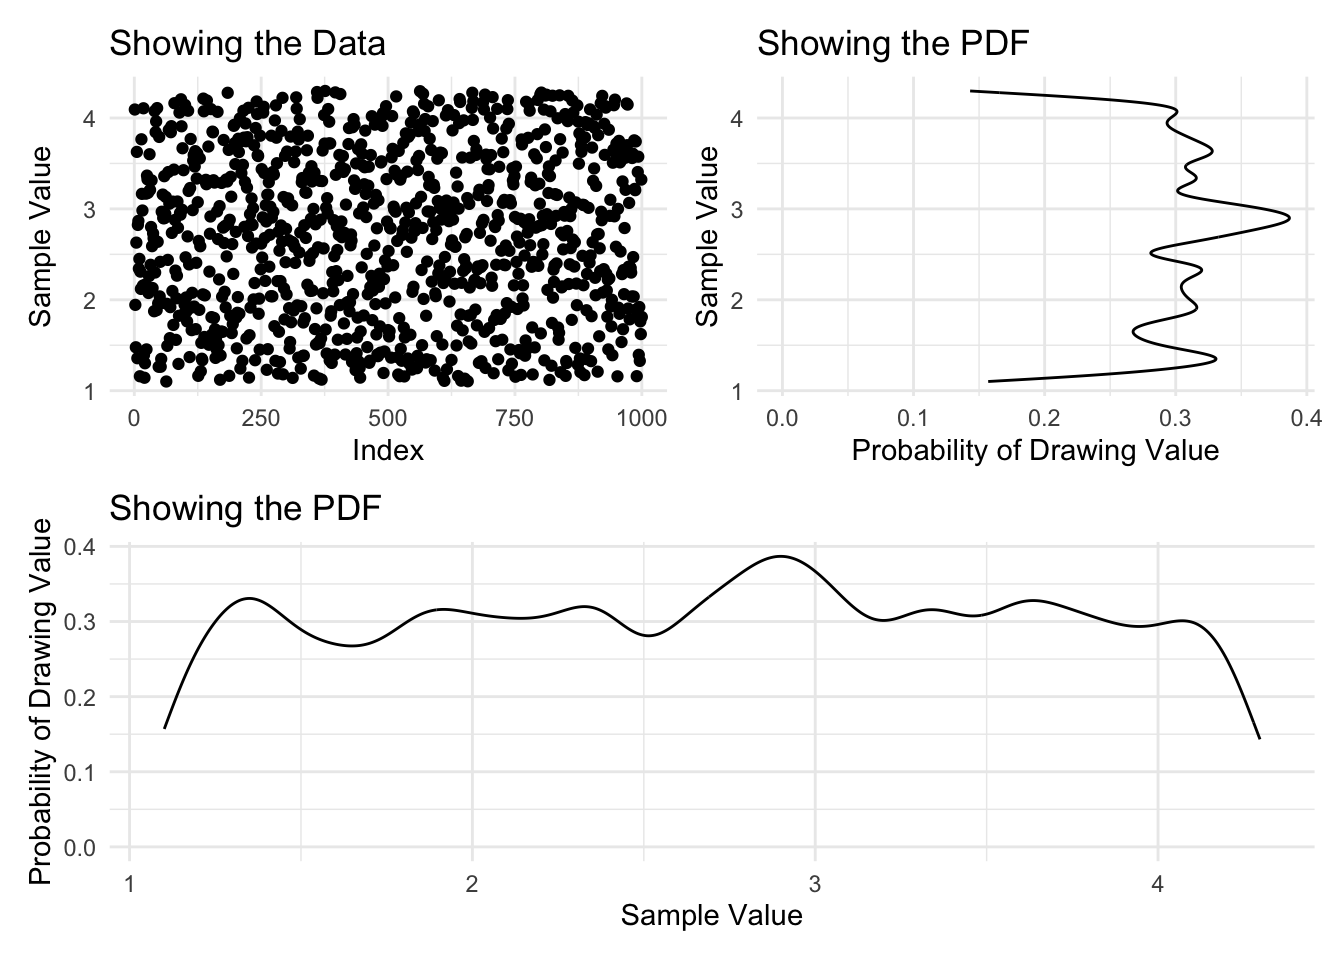 Showing the Data
Sample Value
4
3
2
1
0 250 500 750 1000
Index
Showing the PDF
Sample Value
4
3
2
1
0.0 0.1 0.2 0.3 0.4
Probability of Drawing Value
Showing the PDF
Probability of Drawing Value
0.4
0.3
0.2
0.1
0.0
1 2 3 4
Sample Value